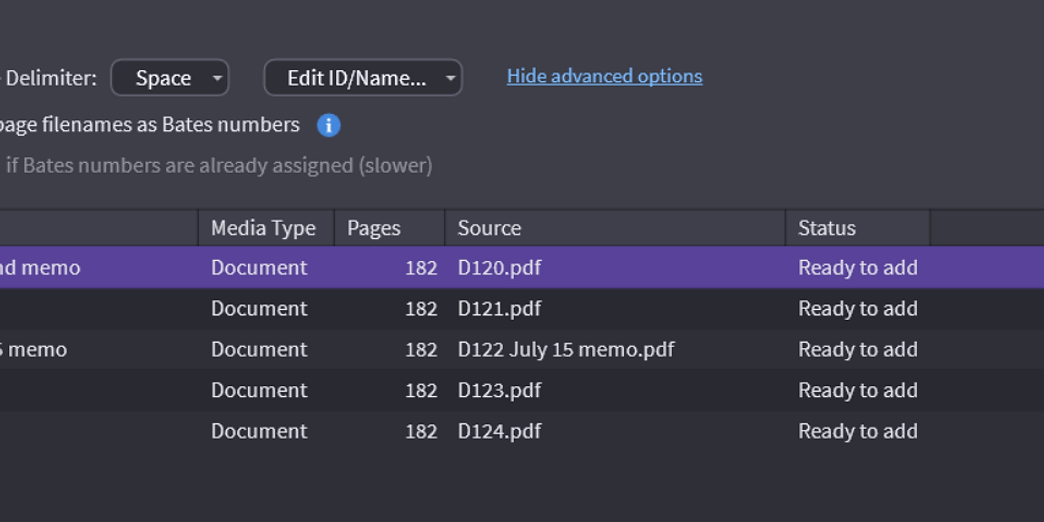 Delimiter: Space Edit ID/Name... Hide advanced options
page filenames as Bates numbers
if Bates numbers are already assigned (slower)
Media Type Pages Source Status
memo Document 182 D120.pdf Ready to add
Document 182 D121.pdf Ready to add
memo Document 182 D122 July 15 memo.pdf Ready to add
Document 182 D123.pdf Ready to add
Document 182 D124.pdf Ready to add